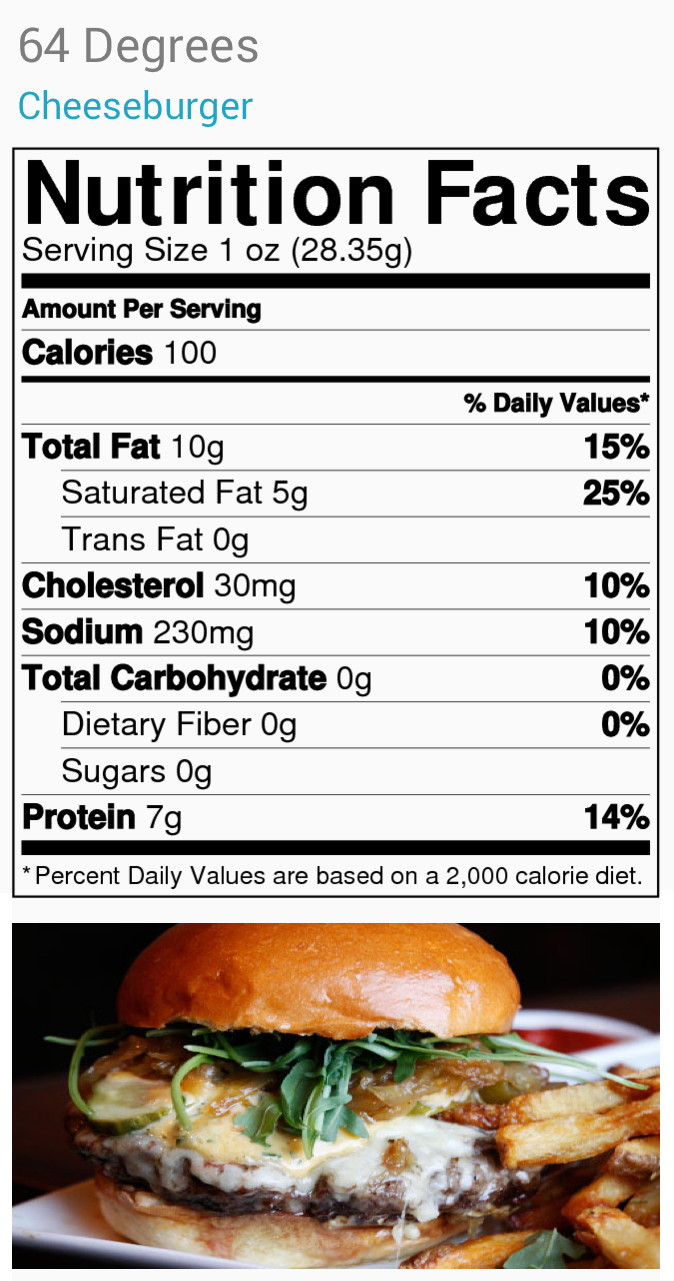 64 Degrees
Cheeseburger
Nutrition Facts
Serving Size 1 oz (28.35g)
Amount Per Serving
Calories 100
% Daily Values*
Total Fat 10g 15%
Saturated Fat 5g 25%
Trans Fat 0g
Cholesterol 30mg 10%
Sodium 230mg 10%
Total Carbohydrate 0g 0%
Dietary Fiber 0g 0%
Sugars 0g
Protein 7g 14%
*Percent Daily Values are based on a 2,000 calorie diet.